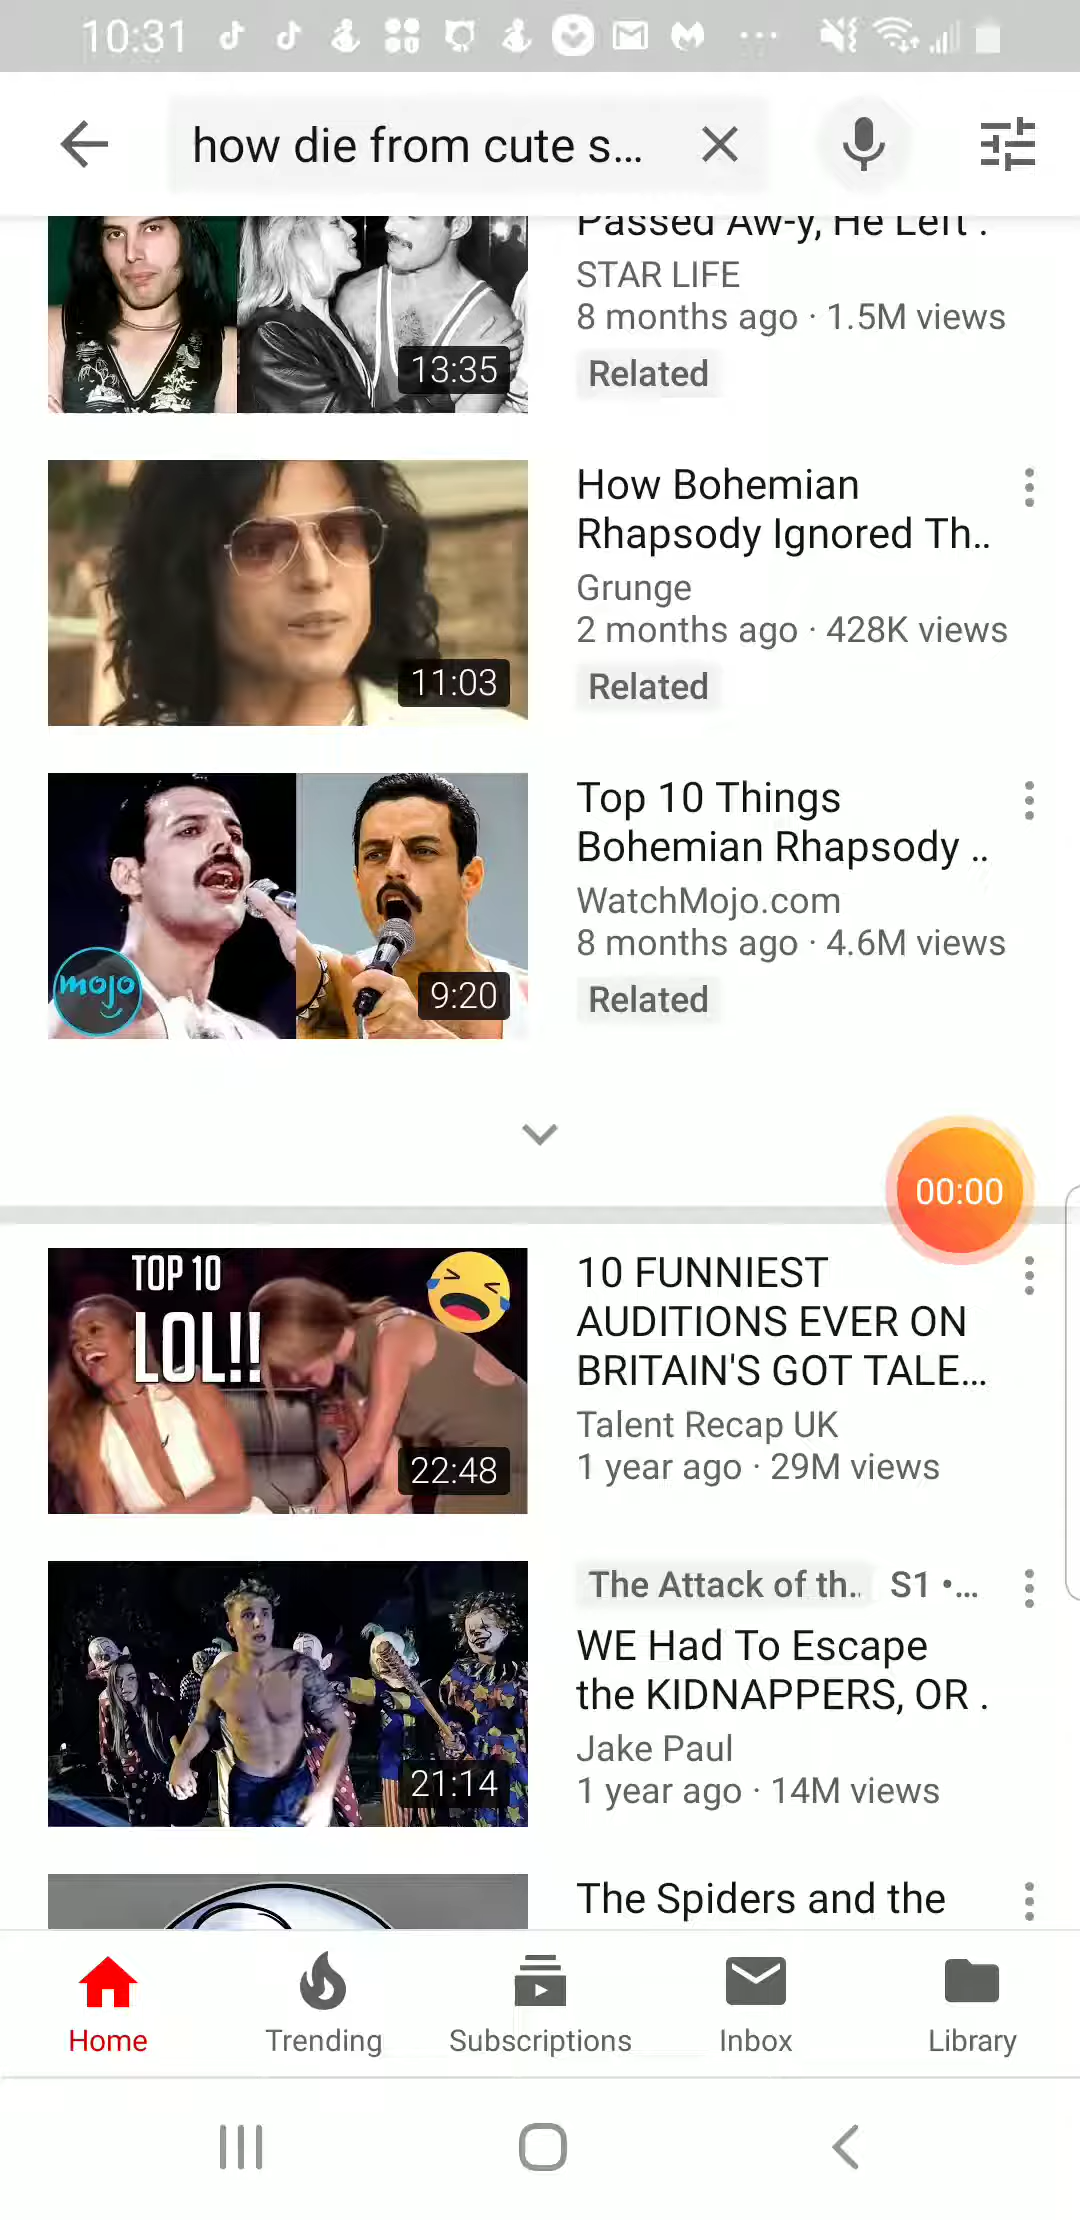 10:31
how die from cute s...
Passed Aw-y, He Left .
STAR LIFE
8 months ago · 1.5M views
13:35
Related
How Bohemian
Rhapsody Ignored Th..
Grunge
2 months ago · 428K views
11:03
Related
Top 10 Things
Bohemian Rhapsody ..
WatchMojo.com
8 months ago · 4.6M views
mojo
9:20
Related
00:00
TOP 10
LOL!!
22:48
10 FUNNIEST
AUDITIONS EVER ON
BRITAIN'S GOT TALE...
Talent Recap UK
1 year ago · 29M views
The Attack of th.. S1 •...
WE Had To Escape
the KIDNAPPERS, OR .
Jake Paul
1 year ago · 14M views
21:14
The Spiders and the
Home
Trending
Subscriptions
Inbox
Library